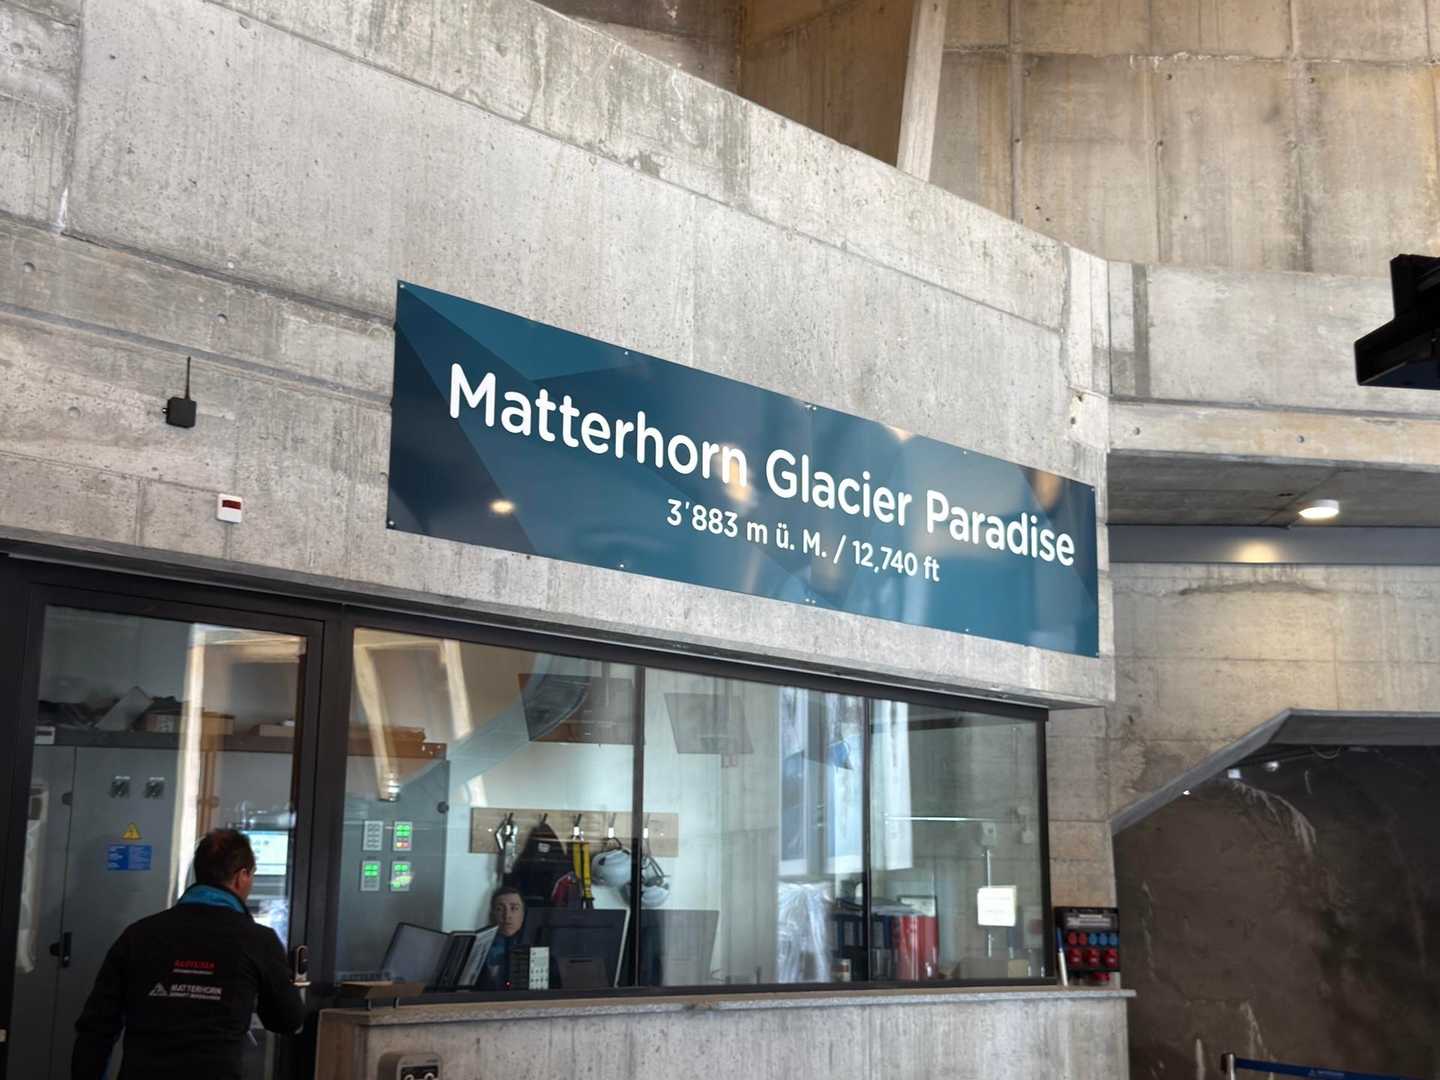 Matterhorn Glacier Paradise
3'883 m ü. M. / 12,740 ft
MATTERHORN